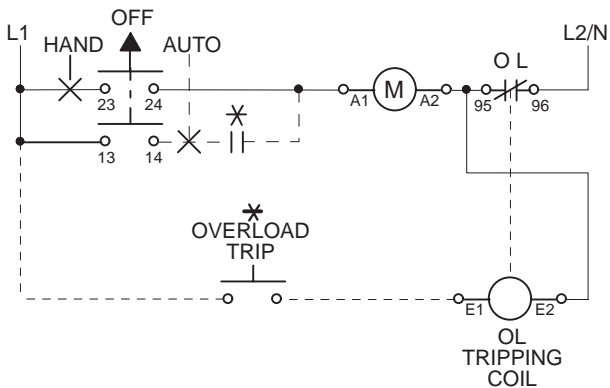 OFF
L1
HAND
AUTO
O L
L2/N
23
24
A1
M
A2
95
96
13
14
OVERLOAD
TRIP
E1
E2
OL
TRIPPING
COIL